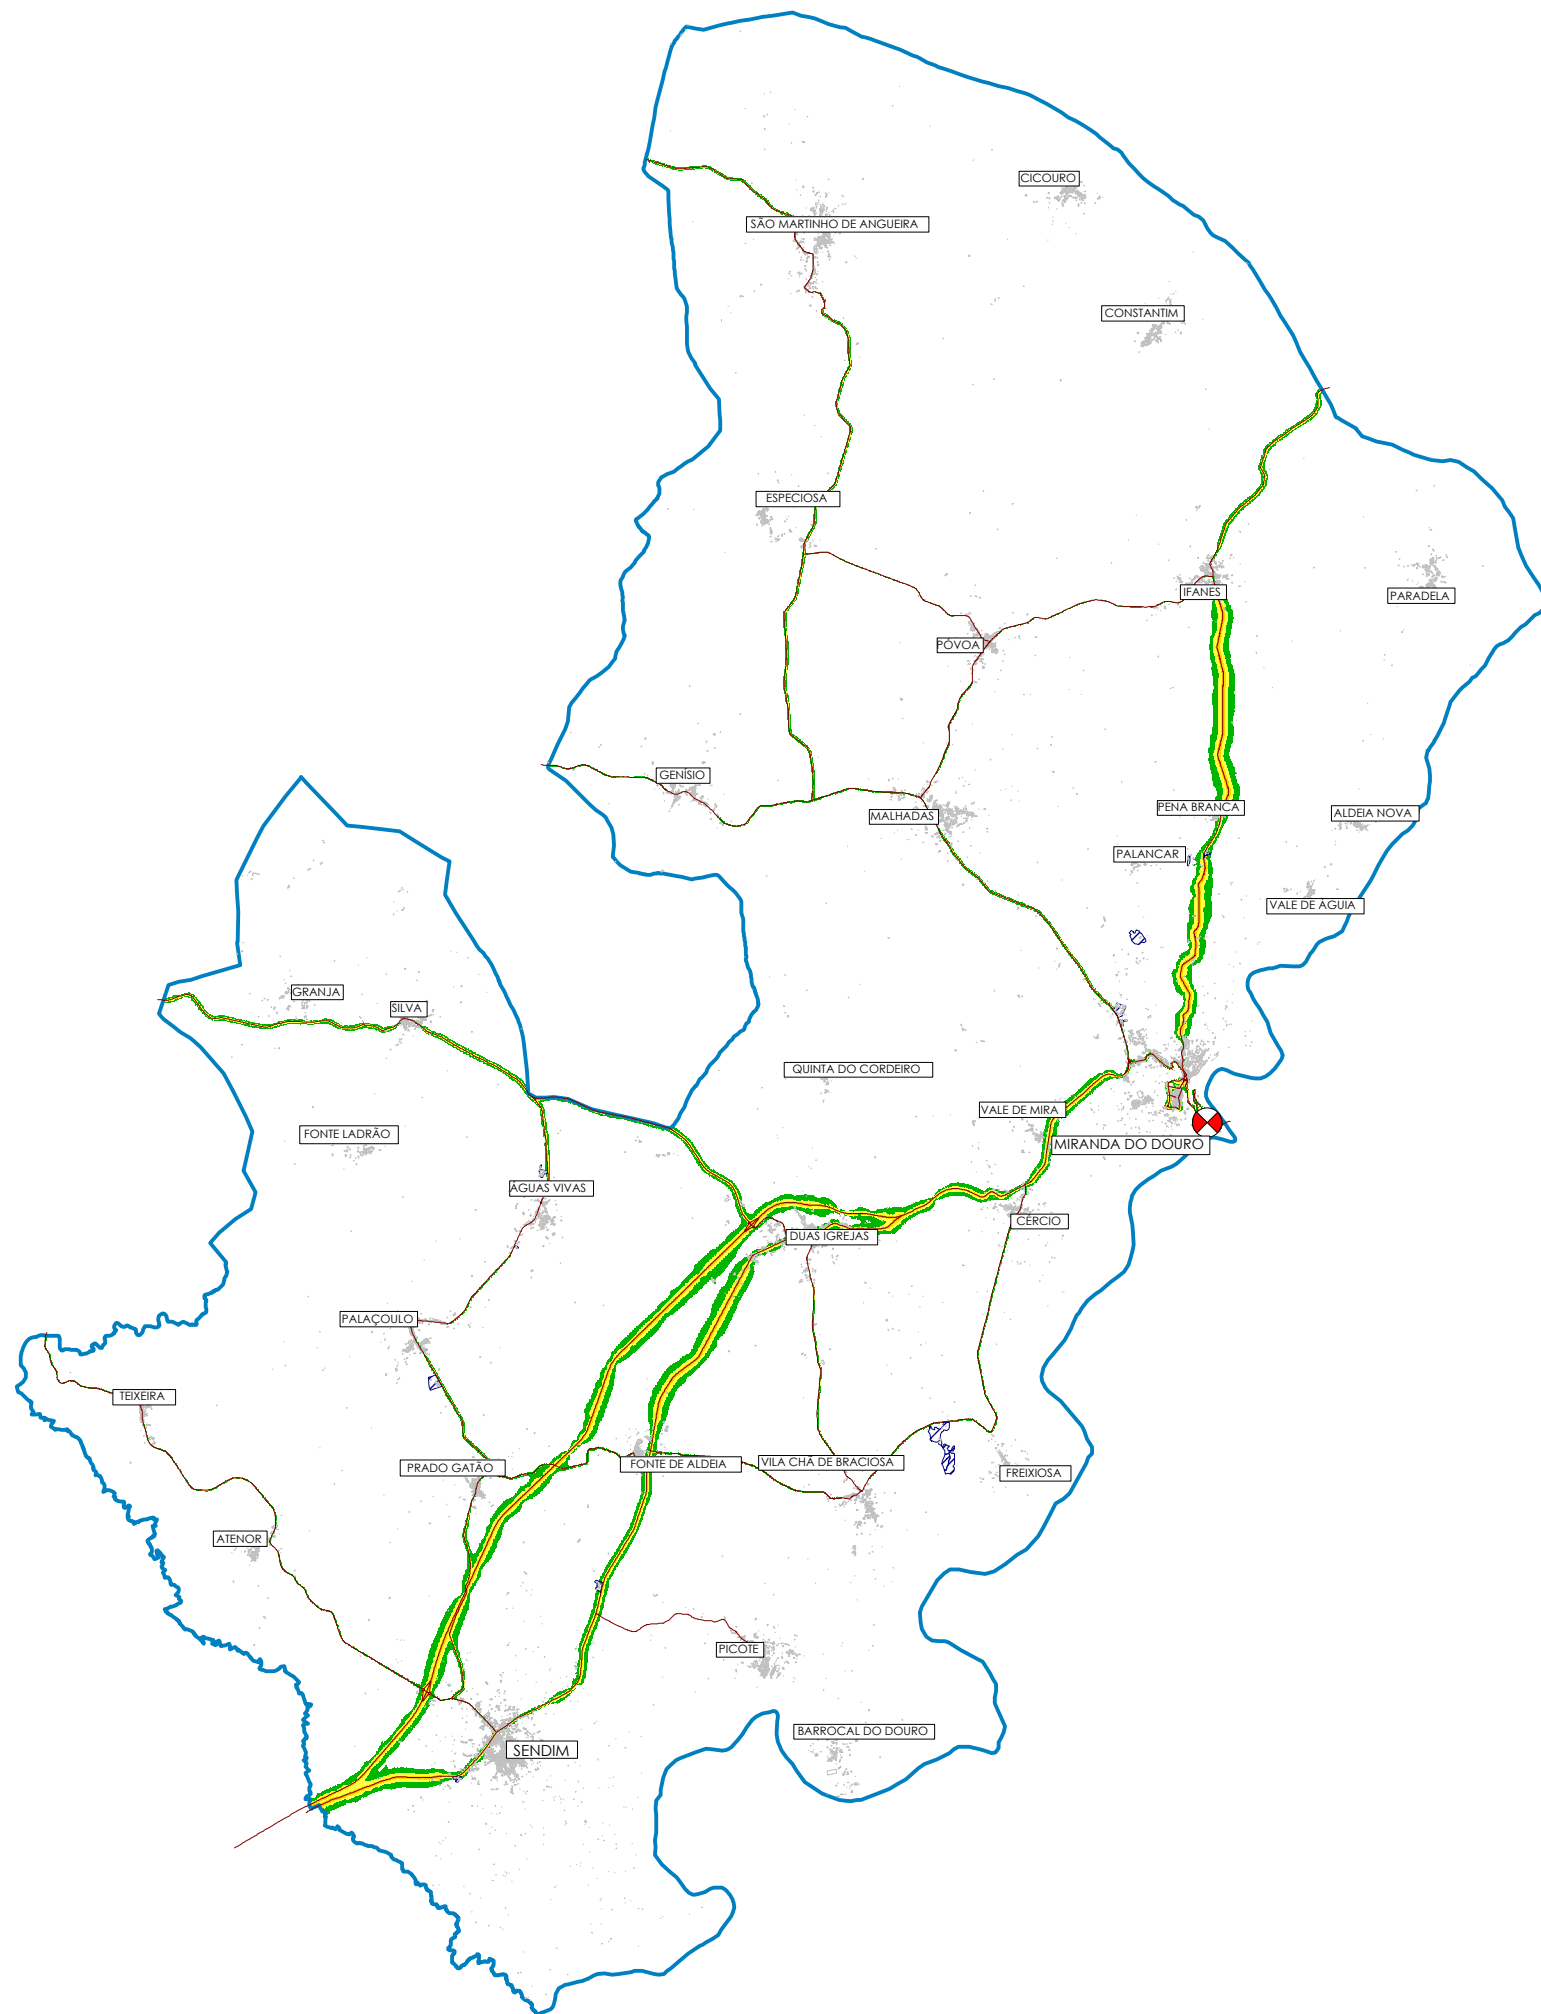 CICOURO
SÃO MARTINHO DE ANGUEIRA
CONSTANTIM
ESPECIOSA
IFANES
PARADELA
PÓVOA
GENÍSIO
PENA BRANCA
MALHADAS
ALDEIA NOVA
PALANCAR
VALE DE ÁGUIA
GRANJA
SILVA
QUINTA DO CORDEIRO
VALE DE MIRA
FONTE LADRÃO
MIRANDA DO DOURO
ÁGUAS VIVAS
CÉRCIO
DUAS IGREJAS
PALAÇOULO
TEIXEIRA
PRADO GATÃO
FONTE DE ALDEIA
VILA CHÃ DE BRACIOSA
FREIXIOSA
ATENOR
PICOTE
BARROCAL DO DOURO
SENDIM